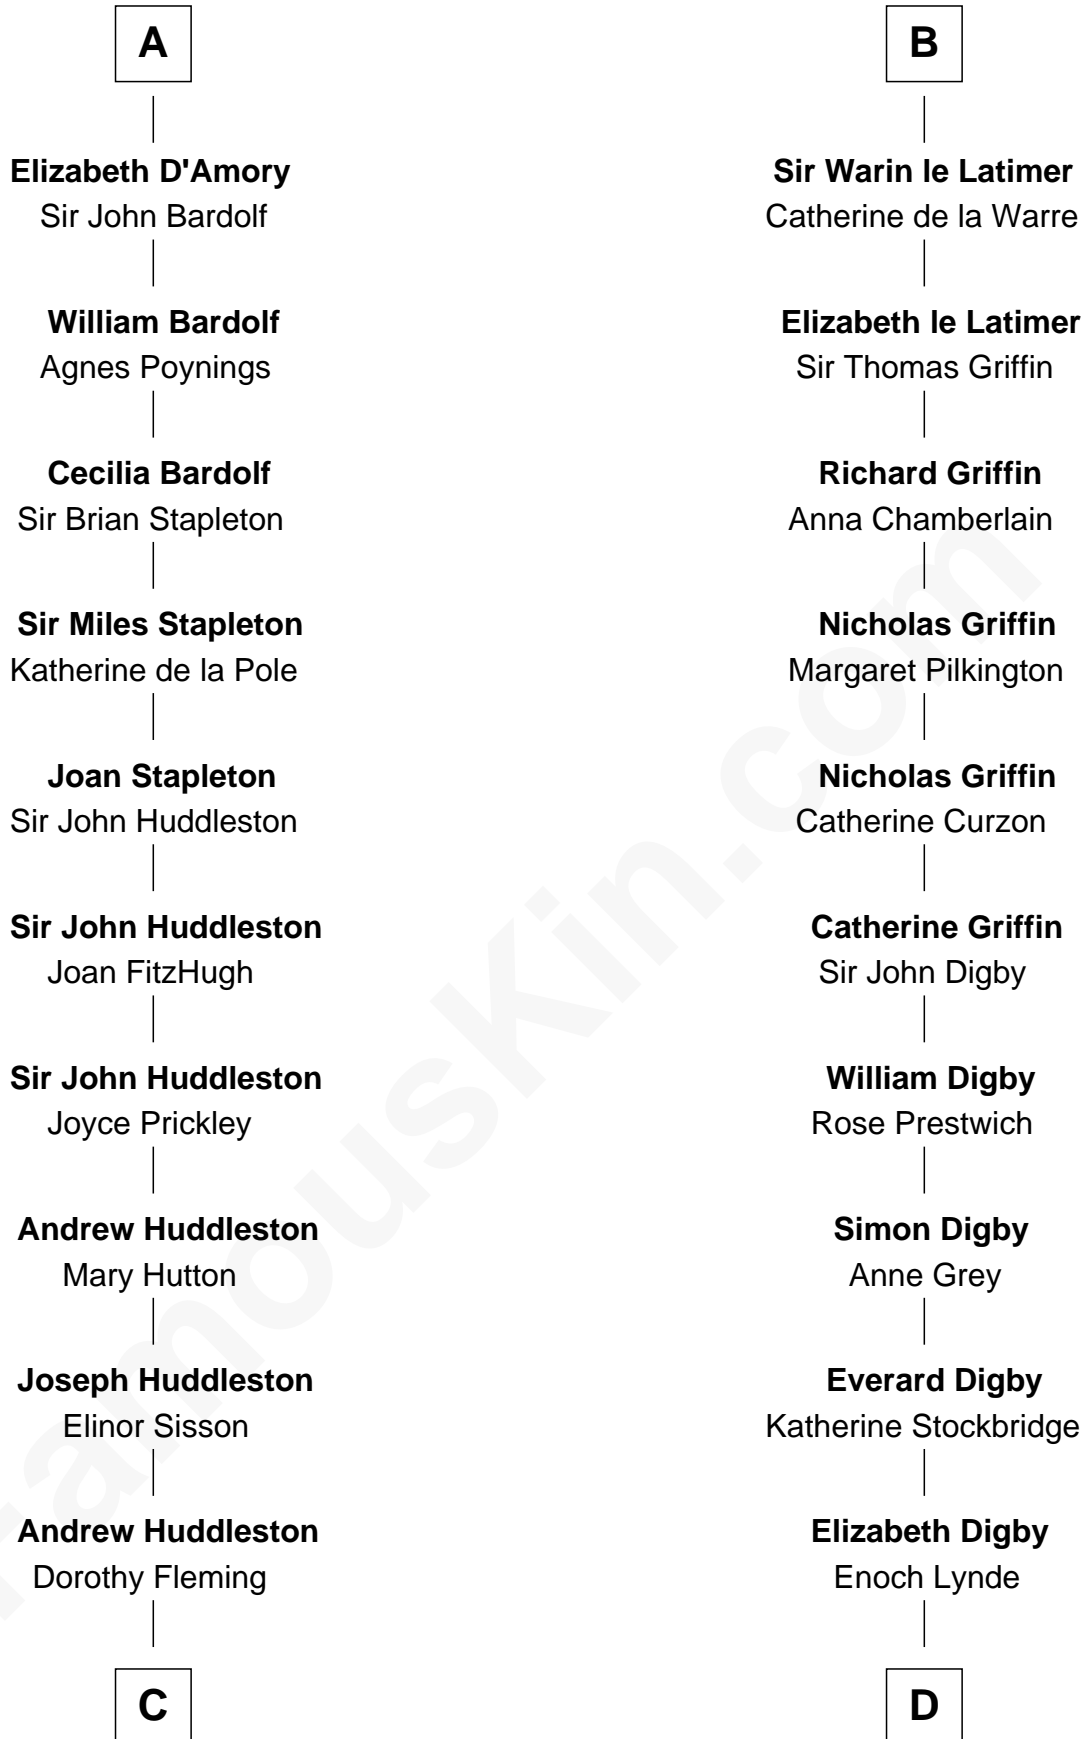 A
Elizabeth D'Amory
Sir John Bardolf
William Bardolf
Agnes Poynings
Cecilia Bardolf
Sir Brian Stapleton
Sir Miles Stapleton
Katherine de la Pole
Joan Stapleton
Sir John Huddleston
Sir John Huddleston
Joan FitzHugh
Sir John Huddleston
Joyce Prickley
Andrew Huddleston
Mary Hutton
Joseph Huddleston
Elinor Sisson
Andrew Huddleston
Dorothy Fleming
C
B
Sir Warin le Latimer
Catherine de la Warre
Elizabeth le Latimer
Sir Thomas Griffin
Richard Griffin
Anna Chamberlain
Nicholas Griffin
Margaret Pilkington
Nicholas Griffin
Catherine Curzon
Catherine Griffin
Sir John Digby
William Digby
Rose Prestwich
Simon Digby
Anne Grey
Everard Digby
Katherine Stockbridge
Elizabeth Digby
Enoch Lynde
D
FamousKin.com